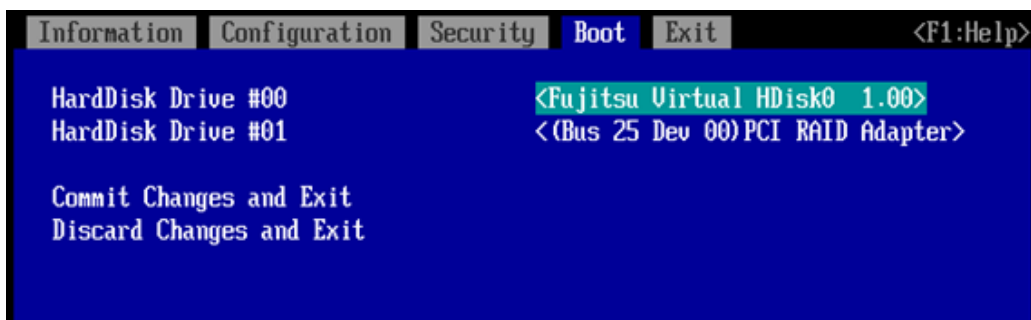 Information Configuration Security Boot Exit <F1:Help>
HardDisk Drive #00 <Fujitsu Virtual HDisk0 1.00>
HardDisk Drive #01 <(Bus 25 Dev 00)PCI RAID Adapter>
Commit Changes and Exit
Discard Changes and Exit